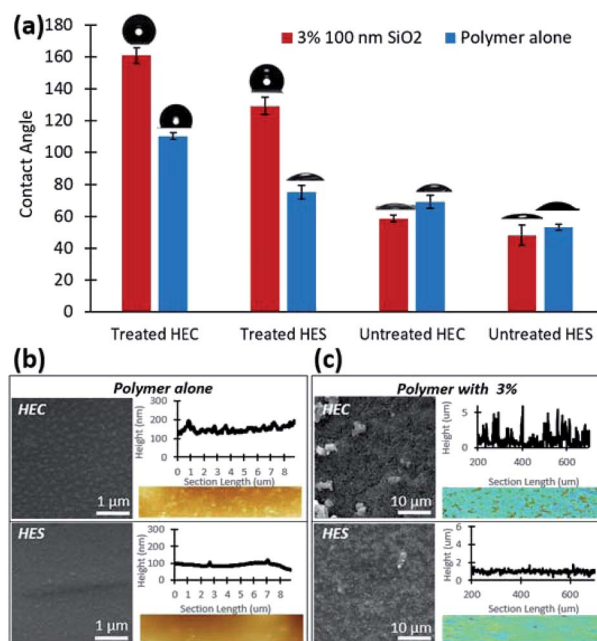 (a)
180
160
140
120
100
80
60
40
20
0
Contact Angle
3% 100 nm SiO2
Polymer alone
Treated HEC
Treated HES
Untreated HEC
Untreated HES
(b)
Polymer alone
HEC
1 μm
Height (nm)
300
200
100
0
0 1 2 3 4 5 6 7 8
Section Length (um)
HES
1 μm
Height (nm)
300
200
100
0
0 1 2 3 4 5 6 7 8
Section Length (um)
(c)
Polymer with 3%
HEC
10 μm
Height (um)
5
0
200 400 600
Section Length (um)
HES
10 μm
Height (um)
6
4
2
0
200 400 600
Section Length (um)